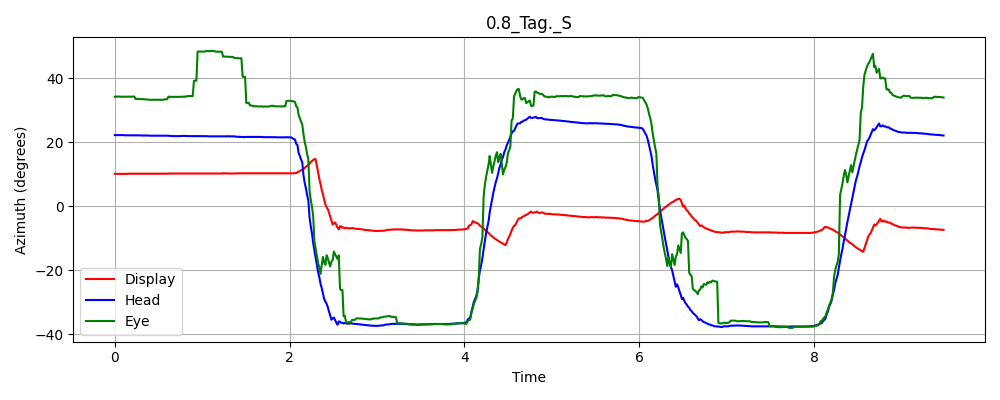 0.8_Tag._S
Azimuth (degrees)
40
20
0
−20
−40
Display
Head
Eye
0 2 4 6 8
Time